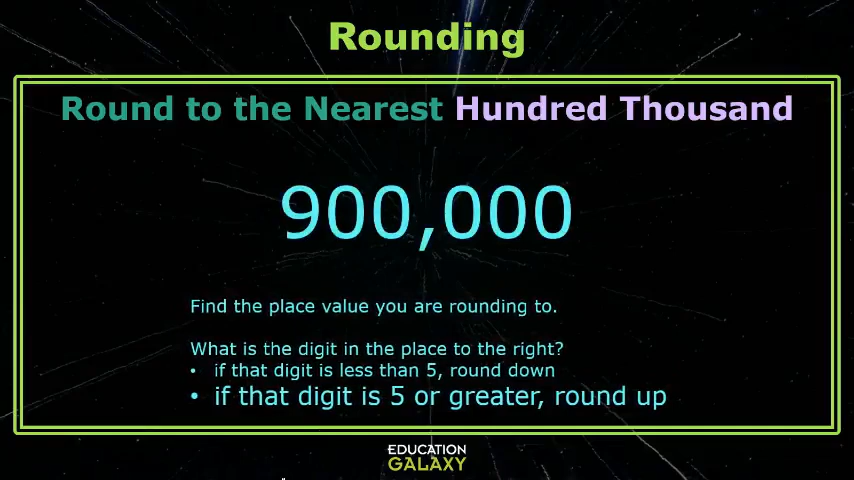 Rounding
Round to the Nearest Hundred Thousand
900,000
Find the place value you are rounding to.
What is the digit in the place to the right?
• if that digit is less than 5, round down
• if that digit is 5 or greater, round up
EDUCATION
GALAXY